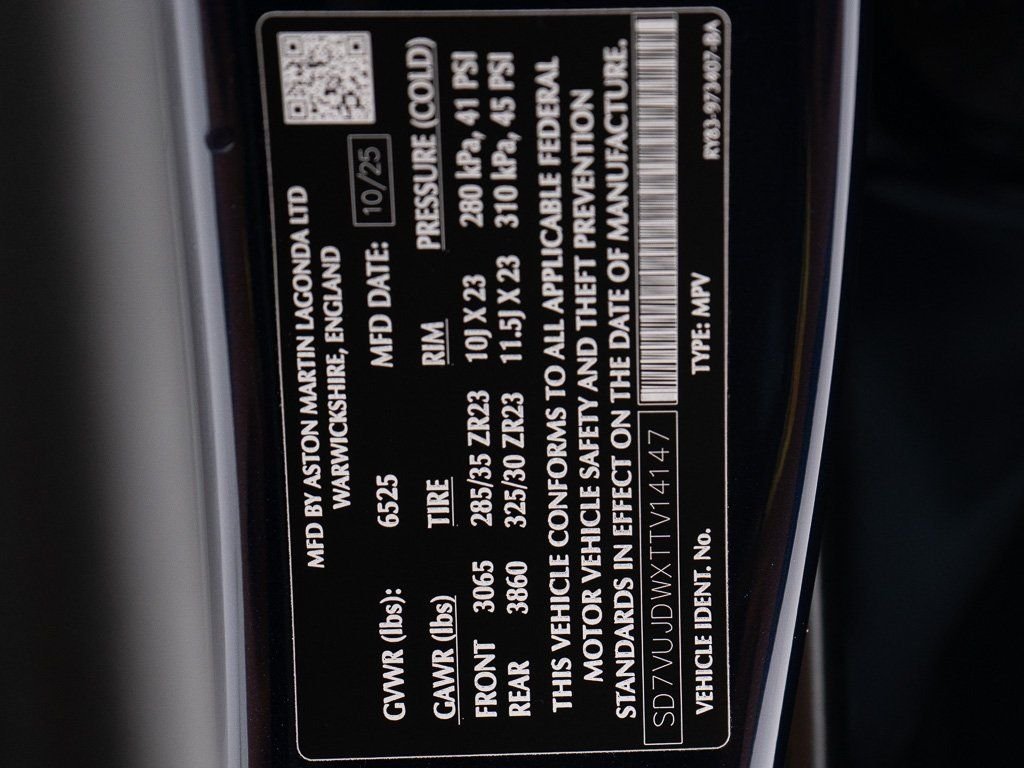 MFD BY ASTON MARTIN LAGONDA LTD
WARWICKSHIRE, ENGLAND
GVWR (lbs): 6525 MFD DATE: 10/25
GAWR (lbs) TIRE RIM PRESSURE (COLD)
FRONT 3065 285/35 ZR23 10J X 23 280 kPa, 41 PSI
REAR 3860 325/30 ZR23 11.5J X 23 310 kPa, 45 PSI
THIS VEHICLE CONFORMS TO ALL APPLICABLE FEDERAL
MOTOR VEHICLE SAFETY AND THEFT PREVENTION
STANDARDS IN EFFECT ON THE DATE OF MANUFACTURE.
SD7VUJDWXTTV14147
VEHICLE IDENT. No. TYPE: MPV RY83-973407-BA